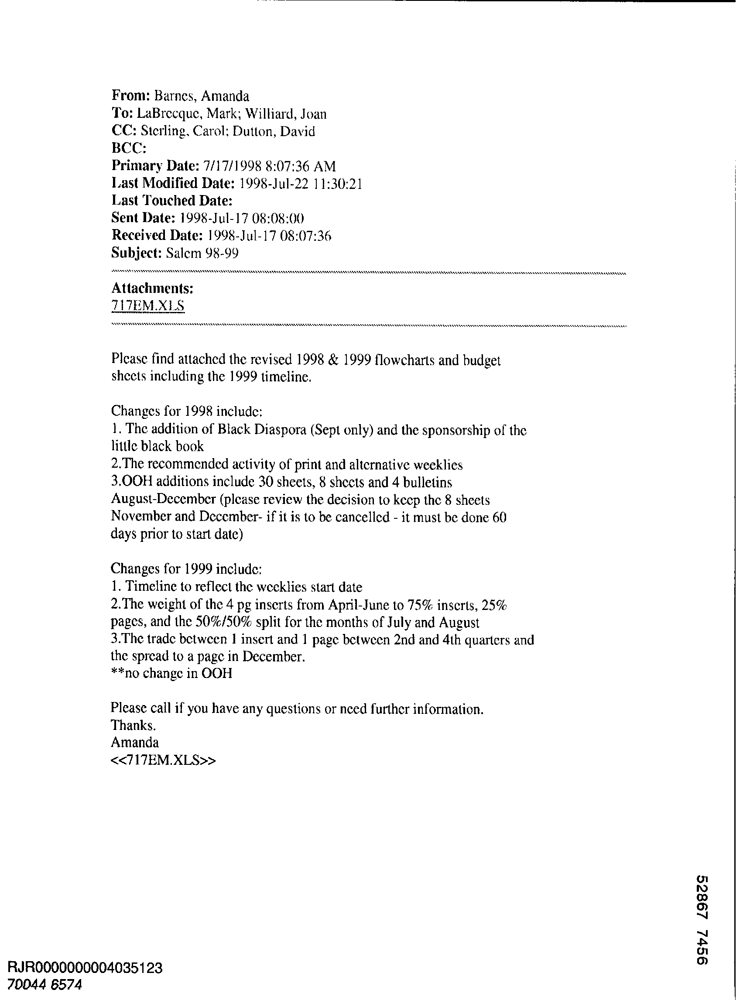 From: Barnes, Amanda
To: LaBrecque, Mark; Williard, Joan
CC: Sterling, Carol; Dutton, David
BCC:
Primary Date: 7/17/1998 8:07:36 AM
Last Modified Date: 1998-Jul-22 11:30:21
Last Touched Date:
Sent Date: 1998-Jul-17 08:08:00
Received Date: 1998-Jul-17 08:07:36
Subject: Salem 98-99
Attachments:
717EM.XLS
Please find attached the revised 1998 & 1999 flowcharts and budget
sheets including the 1999 timeline.
Changes for 1998 include:
1. The addition of Black Diaspora (Sept only) and the sponsorship of the
little black book
2.The recommended activity of print and alternative weeklies
3.OOH additions include 30 sheets, 8 sheets and 4 bulletins
August-December (please review the decision to keep the 8 sheets
November and December- if it is to be cancelled - it must be done 60
days prior to start date)
Changes for 1999 include:
1. Timeline to reflect the weeklies start date
2.The weight of the 4 pg inserts from April-June to 75% inserts, 25%
pages, and the 50%/50% split for the months of July and August
3.The trade between 1 insert and 1 page between 2nd and 4th quarters and
the spread to a page in December.
**no change in OOH
Please call if you have any questions or need further information.
Thanks.
Amanda
<<717EM.XLS>>
52867 7456
RJR0000000004035123
70044 6574